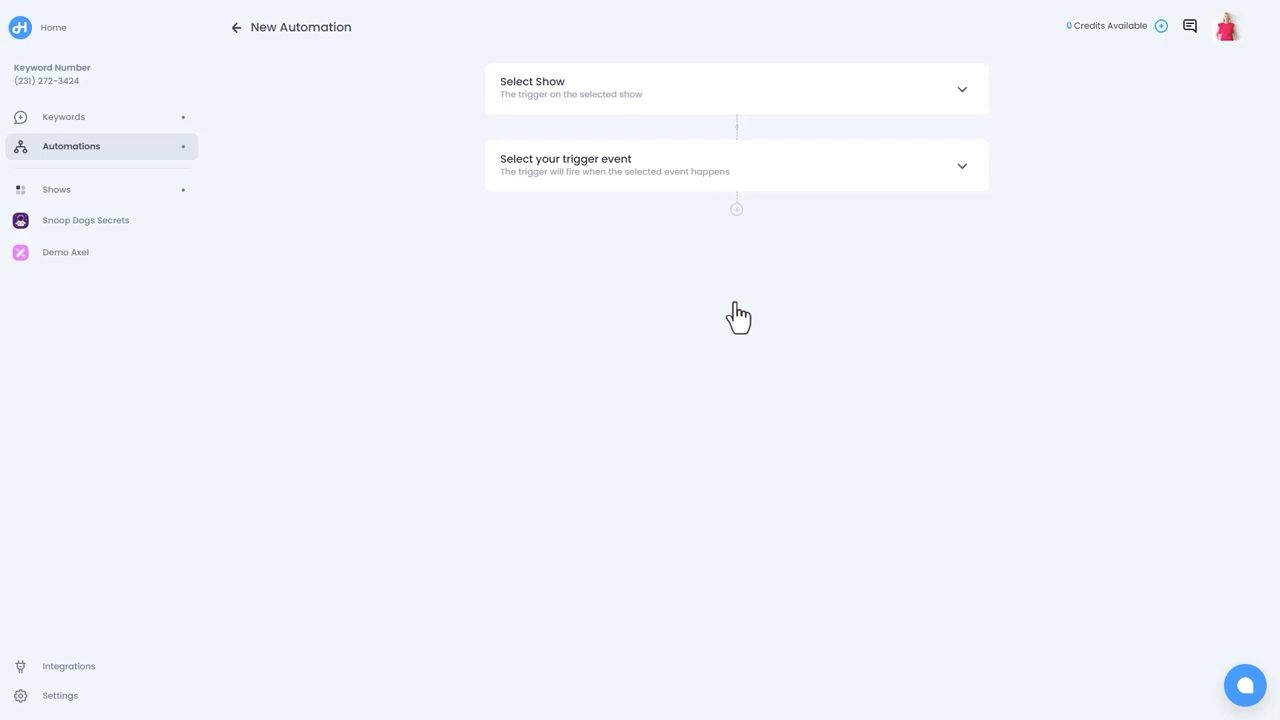 Home
New Automation
0 Credits Available
Keyword Number
(231) 272-3424
Keywords
Automations
Shows
Snoop Dogs Secrets
Demo Axel
Select Show
The trigger on the selected show
Select your trigger event
The trigger will fire when the selected event happens
Integrations
Settings